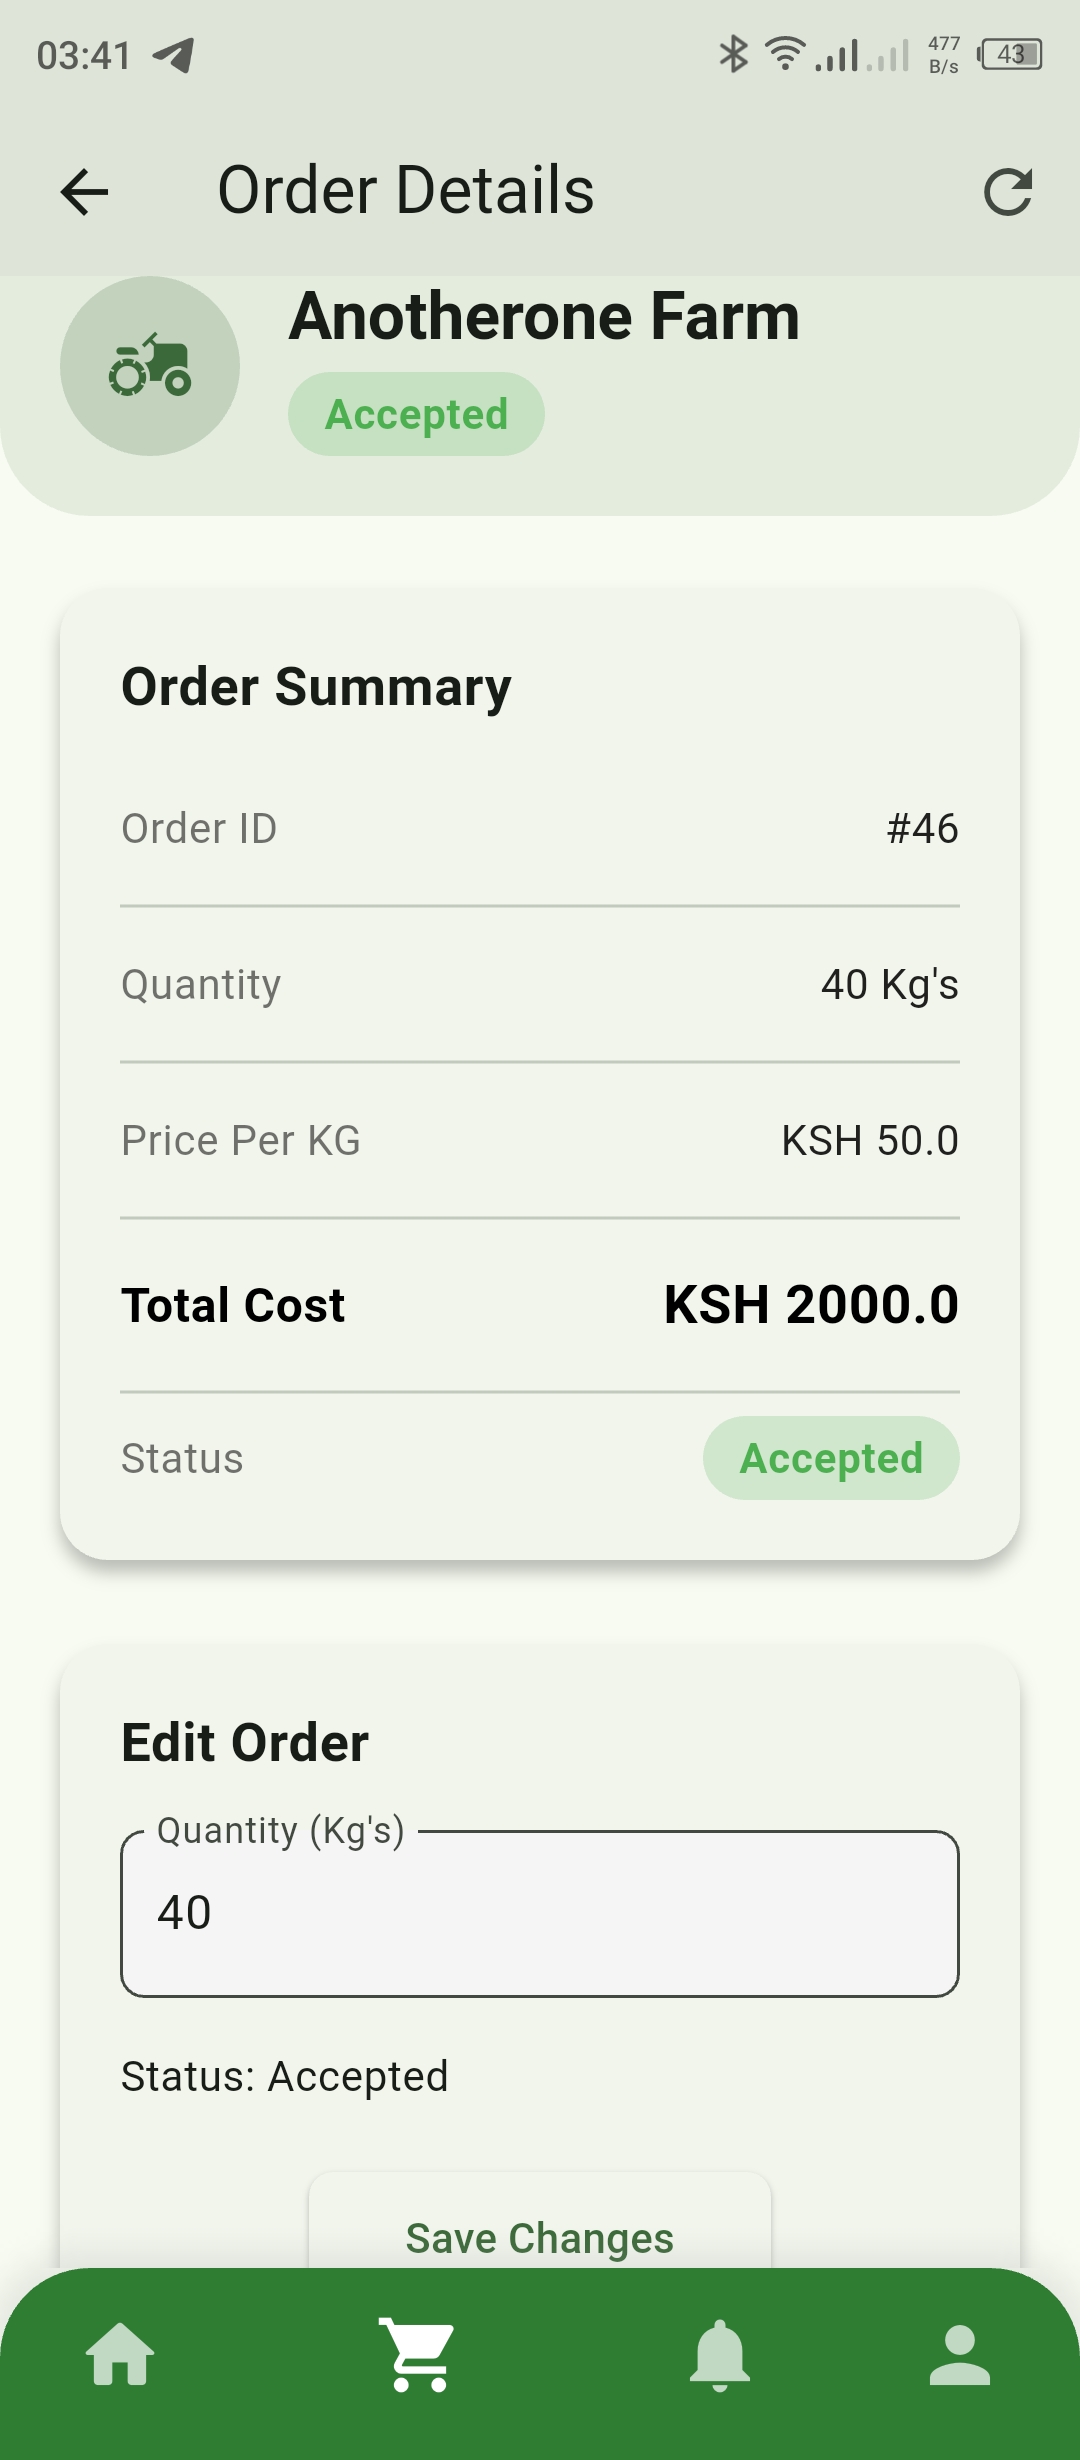 03:41
477
B/s
43
Order Details
Anotherone Farm
Accepted
Order Summary
Order ID
#46
Quantity
40 Kg's
Price Per KG
KSH 50.0
Total Cost
KSH 2000.0
Status
Accepted
Edit Order
Quantity (Kg's)
40
Status: Accepted
Save Changes